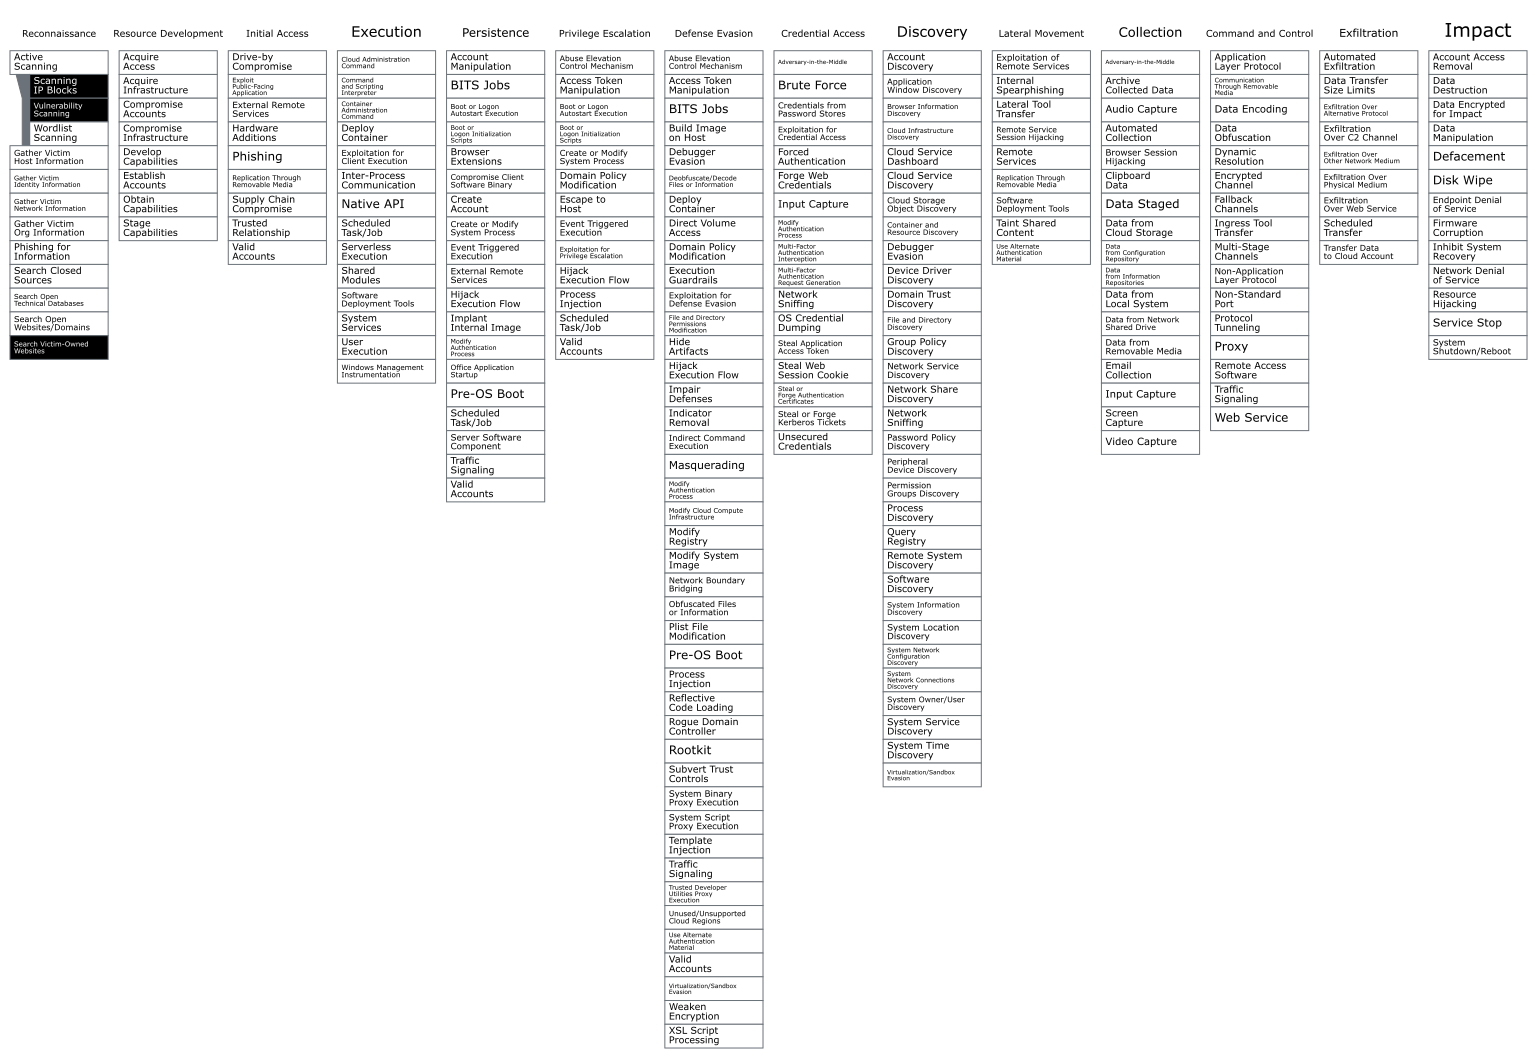 Reconnaissance
Active
Scanning
Scanning
IP Blocks
Vulnerability
Scanning
Wordlist
Scanning
Gather Victim
Host Information
Gather Victim
Identity Information
Gather Victim
Network Information
Gather Victim
Org Information
Phishing for
Information
Search Closed
Sources
Search Open
Technical Databases
Search Open
Websites/Domains
Search Victim-Owned
Websites
Resource Development
Acquire
Access
Acquire
Infrastructure
Compromise
Accounts
Compromise
Infrastructure
Develop
Capabilities
Establish
Accounts
Obtain
Capabilities
Stage
Capabilities
Initial Access
Drive-by
Compromise
Exploit
Public-Facing
Application
External Remote
Services
Hardware
Additions
Phishing
Replication Through
Removable Media
Supply Chain
Compromise
Trusted
Relationship
Valid
Accounts
Execution
Cloud Administration
Command
Command
and Scripting
Interpreter
Container
Administration
Command
Deploy
Container
Exploitation for
Client Execution
Inter-Process
Communication
Native API
Scheduled
Task/Job
Serverless
Execution
Shared
Modules
Software
Deployment Tools
System
Services
User
Execution
Windows Management
Instrumentation
Persistence
Account
Manipulation
BITS Jobs
Boot or Logon
Autostart Execution
Boot or
Logon Initialization
Scripts
Browser
Extensions
Compromise Client
Software Binary
Create
Account
Create or Modify
System Process
Event Triggered
Execution
External Remote
Services
Hijack
Execution Flow
Implant
Internal Image
Modify
Authentication
Process
Office Application
Startup
Pre-OS Boot
Scheduled
Task/Job
Server Software
Component
Traffic
Signaling
Valid
Accounts
Privilege Escalation
Abuse Elevation
Control Mechanism
Access Token
Manipulation
Boot or Logon
Autostart Execution
Boot or
Logon Initialization
Scripts
Create or Modify
System Process
Domain Policy
Modification
Escape to
Host
Event Triggered
Execution
Exploitation for
Privilege Escalation
Hijack
Execution Flow
Process
Injection
Scheduled
Task/Job
Valid
Accounts
Defense Evasion
Abuse Elevation
Control Mechanism
Access Token
Manipulation
BITS Jobs
Build Image
on Host
Debugger
Evasion
Deobfuscate/Decode
Files or Information
Deploy
Container
Direct Volume
Access
Domain Policy
Modification
Execution
Guardrails
Exploitation for
Defense Evasion
File and Directory
Permissions
Modification
Hide
Artifacts
Hijack
Execution Flow
Impair
Defenses
Indicator
Removal
Indirect Command
Execution
Masquerading
Modify
Authentication
Process
Modify Cloud Compute
Infrastructure
Modify
Registry
Modify System
Image
Network Boundary
Bridging
Obfuscated Files
or Information
Plist File
Modification
Pre-OS Boot
Process
Injection
Reflective
Code Loading
Rogue Domain
Controller
Rootkit
Subvert Trust
Controls
System Binary
Proxy Execution
System Script
Proxy Execution
Template
Injection
Traffic
Signaling
Trusted Developer
Utilities Proxy
Execution
Unused/Unsupported
Cloud Regions
Use Alternate
Authentication
Material
Valid
Accounts
Virtualization/Sandbox
Evasion
Weaken
Encryption
XSL Script
Processing
Credential Access
Adversary-in-the-Middle
Brute Force
Credentials from
Password Stores
Exploitation for
Credential Access
Forced
Authentication
Forge Web
Credentials
Input Capture
Modify
Authentication
Process
Multi-Factor
Authentication
Interception
Multi-Factor
Authentication
Request Generation
Network
Sniffing
OS Credential
Dumping
Steal Application
Access Token
Steal Web
Session Cookie
Steal or
Forge Authentication
Certificates
Steal or Forge
Kerberos Tickets
Unsecured
Credentials
Discovery
Account
Discovery
Application
Window Discovery
Browser Information
Discovery
Cloud Infrastructure
Discovery
Cloud Service
Dashboard
Cloud Service
Discovery
Cloud Storage
Object Discovery
Container and
Resource Discovery
Debugger
Evasion
Device Driver
Discovery
Domain Trust
Discovery
File and Directory
Discovery
Group Policy
Discovery
Network Service
Discovery
Network Share
Discovery
Network
Sniffing
Password Policy
Discovery
Peripheral
Device Discovery
Permission
Groups Discovery
Process
Discovery
Query
Registry
Remote System
Discovery
Software
Discovery
System Information
Discovery
System Location
Discovery
System Network
Configuration
Discovery
System
Network Connections
Discovery
System Owner/User
Discovery
System Service
Discovery
System Time
Discovery
Virtualization/Sandbox
Evasion
Lateral Movement
Exploitation of
Remote Services
Internal
Spearphishing
Lateral Tool
Transfer
Remote Service
Session Hijacking
Remote
Services
Replication Through
Removable Media
Software
Deployment Tools
Taint Shared
Content
Use Alternate
Authentication
Material
Collection
Adversary-in-the-Middle
Archive
Collected Data
Audio Capture
Automated
Collection
Browser Session
Hijacking
Clipboard
Data
Data Staged
Data from
Cloud Storage
Data
from Configuration
Repository
Data
from Information
Repositories
Data from
Local System
Data from Network
Shared Drive
Data from
Removable Media
Email
Collection
Input Capture
Screen
Capture
Video Capture
Command and Control
Application
Layer Protocol
Communication
Through Removable
Media
Data Encoding
Data
Obfuscation
Dynamic
Resolution
Encrypted
Channel
Fallback
Channels
Ingress Tool
Transfer
Multi-Stage
Channels
Non-Application
Layer Protocol
Non-Standard
Port
Protocol
Tunneling
Proxy
Remote Access
Software
Traffic
Signaling
Web Service
Exfiltration
Automated
Exfiltration
Data Transfer
Size Limits
Exfiltration Over
Alternative Protocol
Exfiltration
Over C2 Channel
Exfiltration Over
Other Network Medium
Exfiltration Over
Physical Medium
Exfiltration
Over Web Service
Scheduled
Transfer
Transfer Data
to Cloud Account
Impact
Account Access
Removal
Data
Destruction
Data Encrypted
for Impact
Data
Manipulation
Defacement
Disk Wipe
Endpoint Denial
of Service
Firmware
Corruption
Inhibit System
Recovery
Network Denial
of Service
Resource
Hijacking
Service Stop
System
Shutdown/Reboot